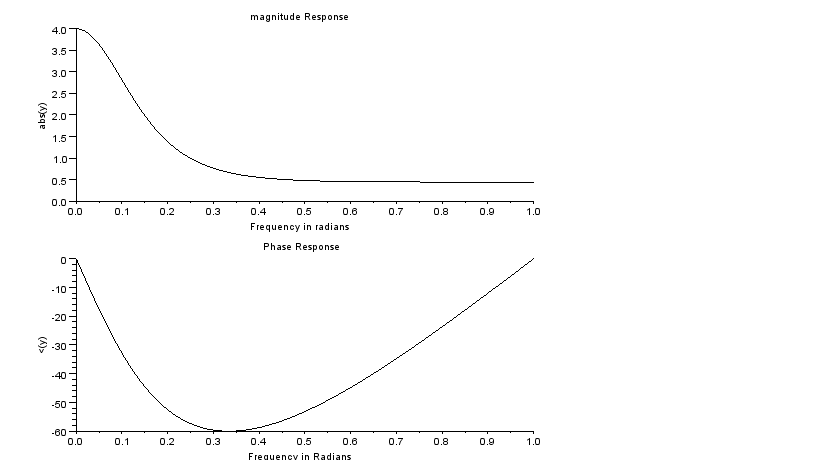 magnitude Response
4.0
3.5
3.0
2.5
2.0
1.5
1.0
0.5
0.0
abs(y)
0.0 0.1 0.2 0.3 0.4 0.5 0.6 0.7 0.8 0.9 1.0
Frequency in radians
Phase Response
0
-10
-20
-30
-40
-50
-60
<(y)
0.0 0.1 0.2 0.3 0.4 0.5 0.6 0.7 0.8 0.9 1.0
Frequency in Radians